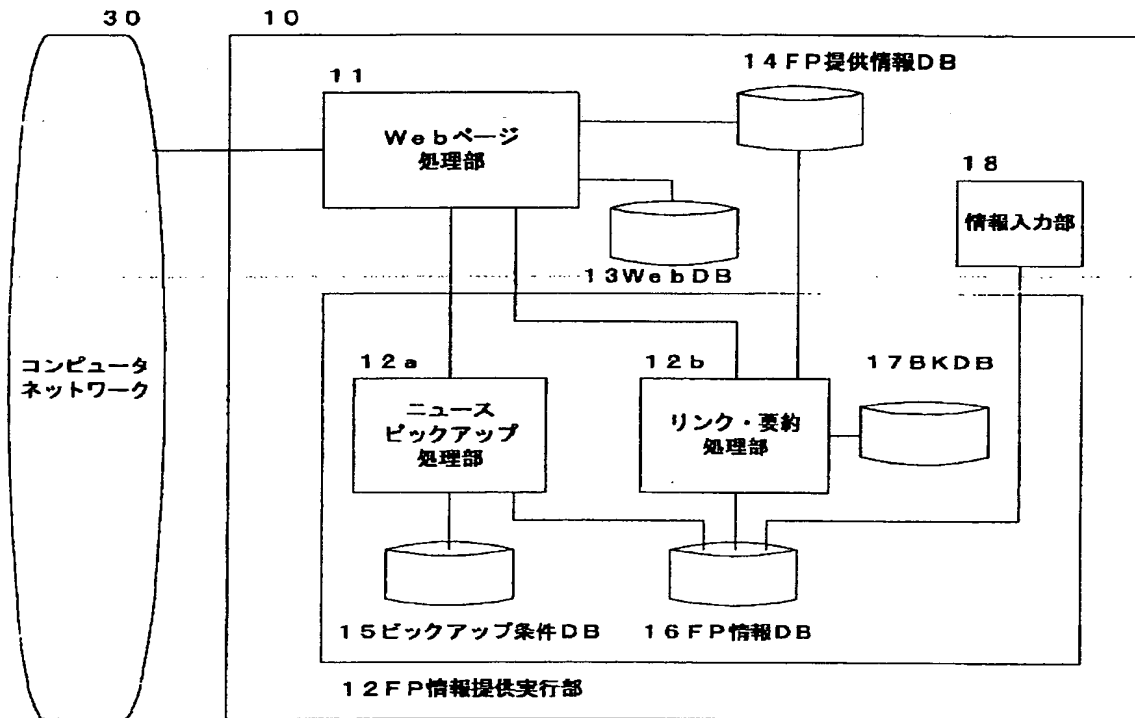 30
10
14FP提供情報DB
11
Webページ
処理部
18
情報入力部
13WebDB
コンピュータ
ネットワーク
12a
12b
17BKDB
ニュース
ピックアップ
処理部
リンク・要約
処理部
15ピックアップ条件DB
16FP情報DB
12FP情報提供実行部